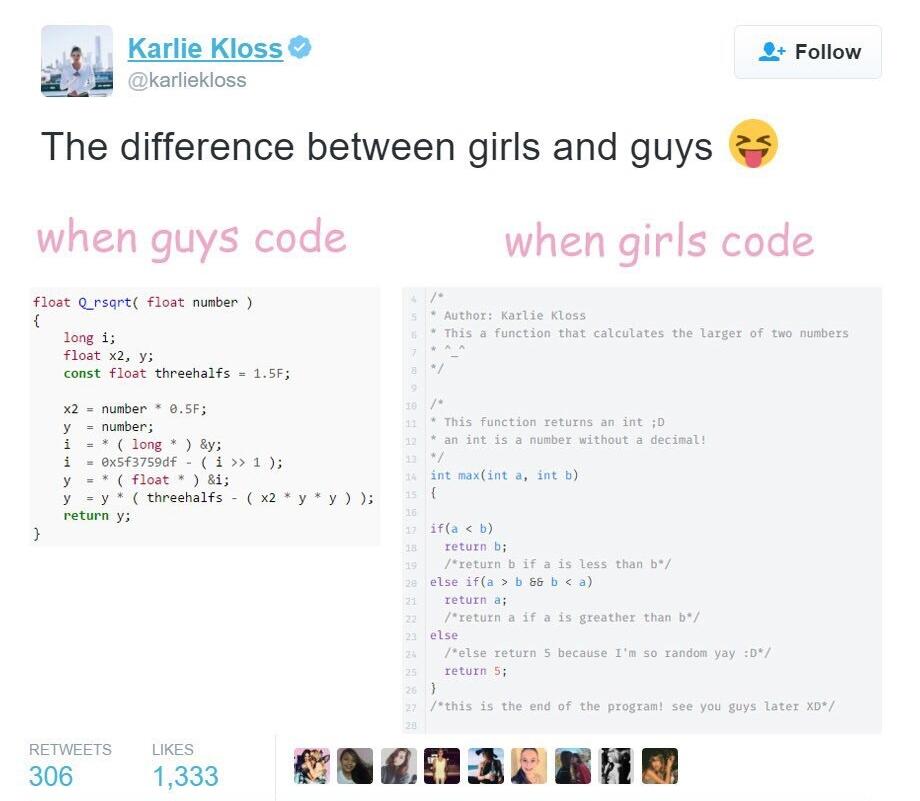 Karlie Kloss
@karliekloss
Follow
The difference between girls and guys 😝
when guys code
float Q_rsqrt( float number )
{
    long i;
    float x2, y;
    const float threehalfs = 1.5F;

    x2 = number * 0.5F;
    y  = number;
    i  = * ( long * ) &y;
    i  = 0x5f3759df - ( i >> 1 );
    y  = * ( float * ) &i;
    y  = y * ( threehalfs - ( x2 * y * y ) );
    return y;
}
when girls code
4 /*
5 * Author: Karlie Kloss
6 * This a function that calculates the larger of two numbers
7 * ^_^
8 */
9
10 /*
11 * This function returns an int ;D
12 * an int is a number without a decimal!
13 */
14 int max(int a, int b)
15 {
16
17 if(a < b)
18   return b;
19   /*return b if a is less than b*/
20 else if(a > b && b < a)
21   return a;
22   /*return a if a is greather than b*/
23 else
24   /*else return 5 because I'm so random yay :D*/
25   return 5;
26 }
27 /*this is the end of the program! see you guys later XD*/
28
RETWEETS
306
LIKES
1,333